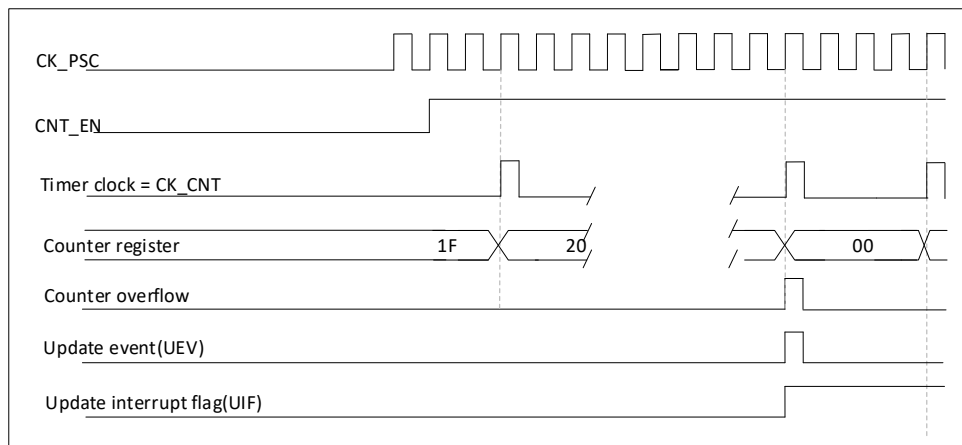 CK_PSC
CNT_EN
Timer clock = CK_CNT
Counter register 1F 20 00
Counter overflow
Update event(UEV)
Update interrupt flag(UIF)